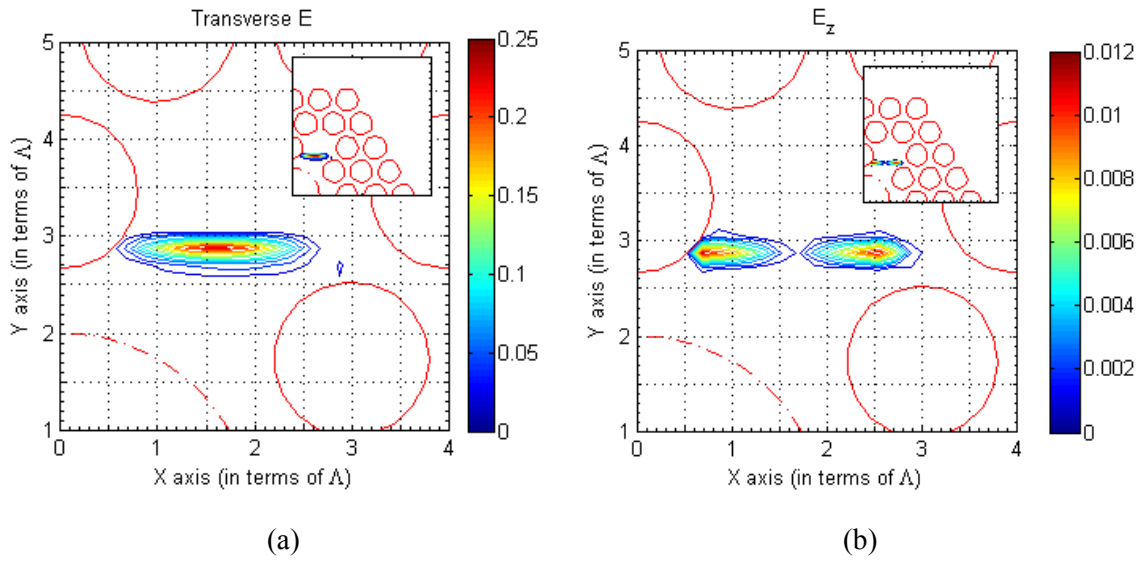 Transverse E
5
4
3
2
1
0 1 2 3 4
Y axis (in terms of Λ)
X axis (in terms of Λ)
0.25
0.2
0.15
0.1
0.05
0
(a)
E_z
5
4
3
2
1
0 1 2 3 4
Y axis (in terms of Λ)
X axis (in terms of Λ)
0.012
0.01
0.008
0.006
0.004
0.002
0
(b)